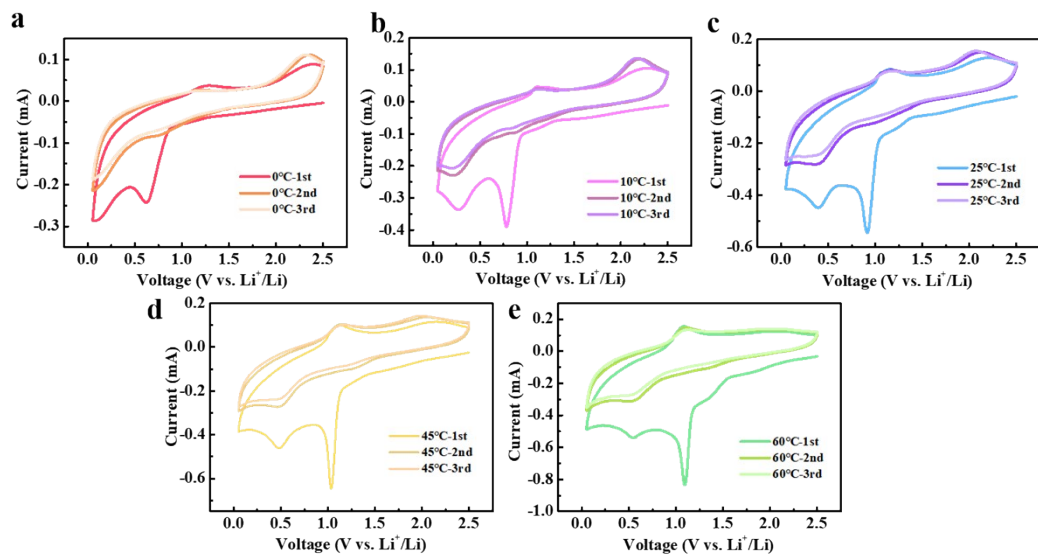 a
0.1
0.0
-0.1
-0.2
-0.3
Current (mA)
0°C-1st
0°C-2nd
0°C-3rd
0.0 0.5 1.0 1.5 2.0 2.5
Voltage (V vs. Li⁺/Li)
b
0.2
0.1
0.0
-0.1
-0.2
-0.3
-0.4
Current (mA)
10°C-1st
10°C-2nd
10°C-3rd
0.0 0.5 1.0 1.5 2.0 2.5
Voltage (V vs. Li⁺/Li)
c
0.2
0.0
-0.2
-0.4
-0.6
Current (mA)
25°C-1st
25°C-2nd
25°C-3rd
0.0 0.5 1.0 1.5 2.0 2.5
Voltage (V vs. Li⁺/Li)
d
0.2
0.0
-0.2
-0.4
-0.6
Current (mA)
45°C-1st
45°C-2nd
45°C-3rd
0.0 0.5 1.0 1.5 2.0 2.5
Voltage (V vs. Li⁺/Li)
e
0.2
0.0
-0.2
-0.4
-0.6
-0.8
-1.0
Current (mA)
60°C-1st
60°C-2nd
60°C-3rd
0.0 0.5 1.0 1.5 2.0 2.5
Voltage (V vs. Li⁺/Li)